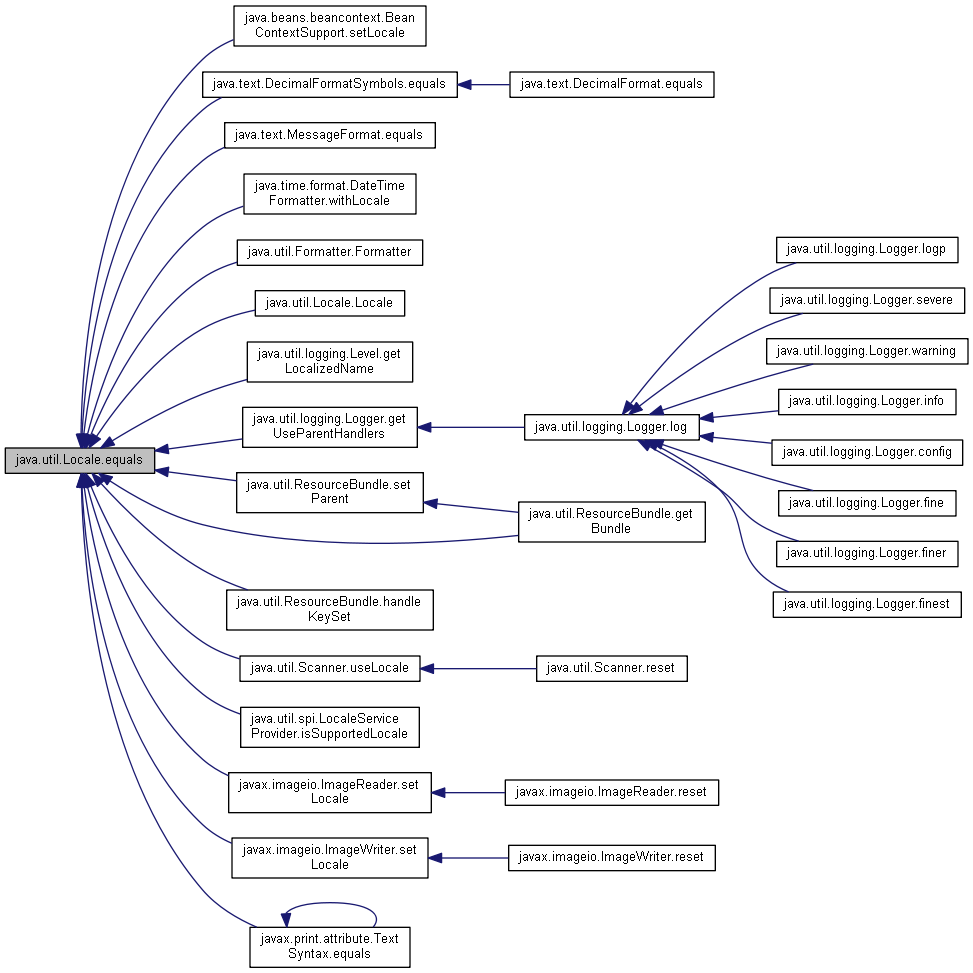 java.beans.beancontext.Bean
ContextSupport.setLocale
java.text.DecimalFormatSymbols.equals
java.text.DecimalFormat.equals
java.text.MessageFormat.equals
java.time.format.DateTime
Formatter.withLocale
java.util.Formatter.Formatter
java.util.logging.Logger.logp
java.util.Locale.Locale
java.util.logging.Logger.severe
java.util.logging.Level.get
LocalizedName
java.util.logging.Logger.warning
java.util.logging.Logger.get
UseParentHandlers
java.util.logging.Logger.log
java.util.logging.Logger.info
java.util.logging.Logger.config
java.util.Locale.equals
java.util.ResourceBundle.set
Parent
java.util.ResourceBundle.get
Bundle
java.util.logging.Logger.fine
java.util.logging.Logger.finer
java.util.logging.Logger.finest
java.util.ResourceBundle.handle
KeySet
java.util.Scanner.useLocale
java.util.Scanner.reset
java.util.spi.LocaleService
Provider.isSupportedLocale
javax.imageio.ImageReader.set
Locale
javax.imageio.ImageReader.reset
javax.imageio.ImageWriter.set
Locale
javax.imageio.ImageWriter.reset
javax.print.attribute.Text
Syntax.equals